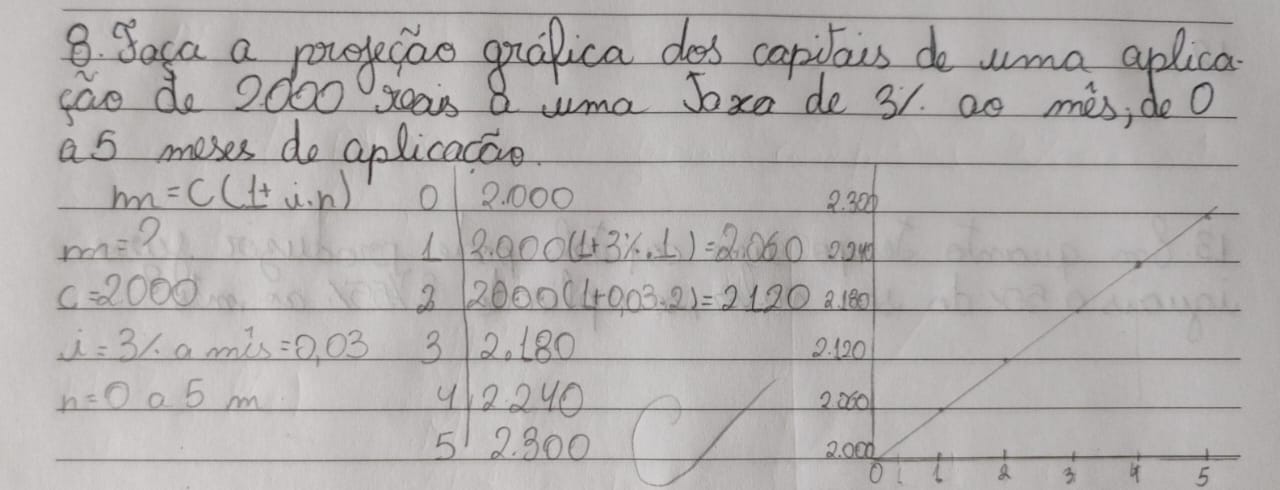 8. Faça a projeção gráfica dos capitais de uma aplica-
ção de 2000 reais a uma Taxa de 3% ao mês, de 0
a 5 meses de aplicação.
m = C(1+ i.n) 0 2.000 2.300
m = ? 1 2.000(1+3%.1) = 2.060 2.240
c = 2000 2 2000(1+0,03.2) = 2120 2.180
i = 3% a mês = 0,03 3 2.180 2.120
n = 0 a 5 m 4 2.240 2.060
5 2.300 2.000
0 1 2 3 4 5